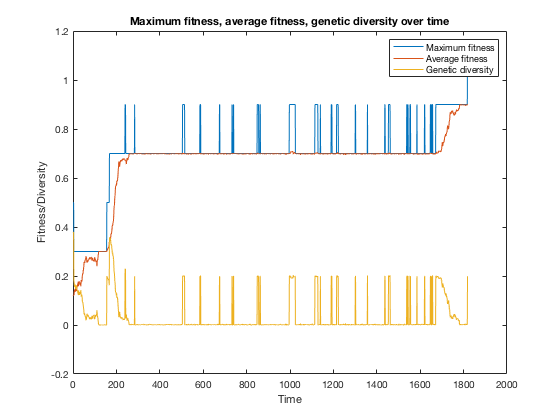 Maximum fitness, average fitness, genetic diversity over time
1.2
1
0.8
0.6
0.4
0.2
0
-0.2
Fitness/Diversity
Maximum fitness
Average fitness
Genetic diversity
0 200 400 600 800 1000 1200 1400 1600 1800 2000
Time